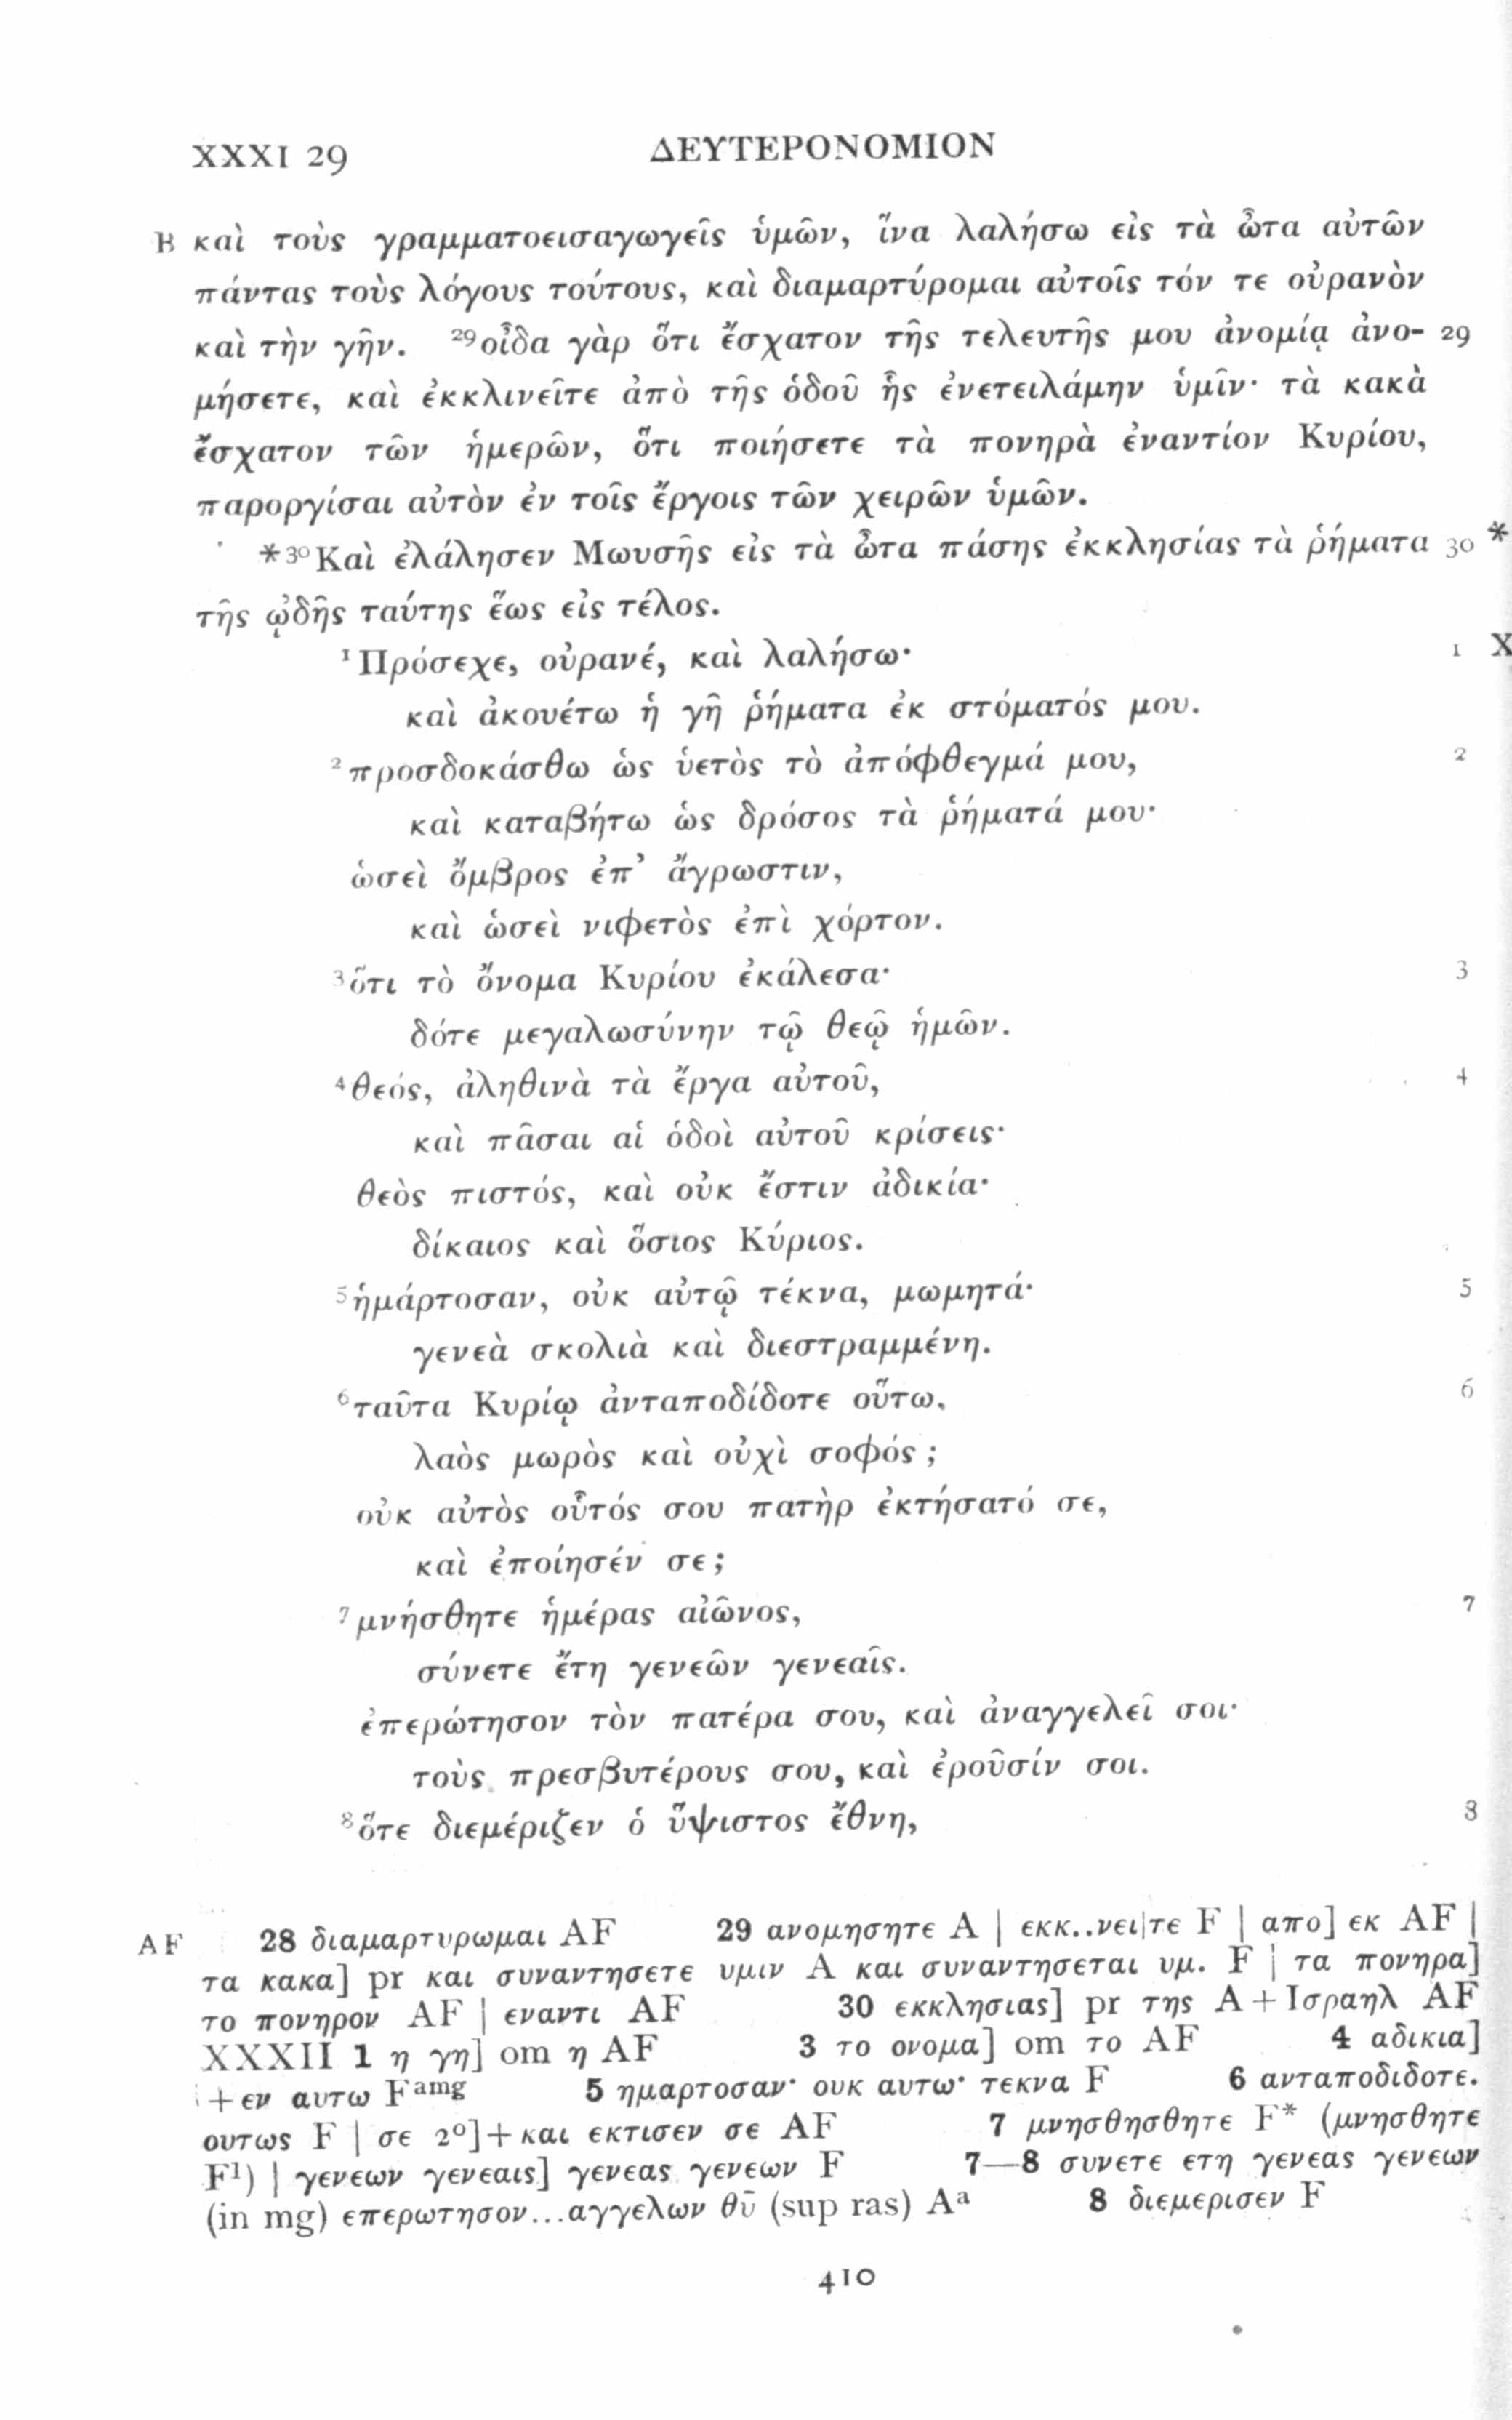 XXXI 29 ΔΕΥΤΕΡΟΝΟΜΙΟΝ
B καὶ τοὺς γραμματοεισαγωγεῖς ὑμῶν, ἵνα λαλήσω εἰς τὰ ὦτα αὐτῶν
πάντας τοὺς λόγους τούτους, καὶ διαμαρτύρομαι αὐτοῖς τόν τε οὐρανὸν
καὶ τὴν γῆν. ²⁹οἶδα γὰρ ὅτι ἔσχατον τῆς τελευτῆς μου ἀνομίᾳ ἀνο- 29
μήσετε, καὶ ἐκκλινεῖτε ἀπὸ τῆς ὁδοῦ ἧς ἐνετειλάμην ὑμῖν· τὰ κακὰ
ἔσχατον τῶν ἡμερῶν, ὅτι ποιήσετε τὰ πονηρὰ ἐναντίον Κυρίου,
παροργίσαι αὐτὸν ἐν τοῖς ἔργοις τῶν χειρῶν ὑμῶν.
*³⁰Καὶ ἐλάλησεν Μωυσῆς εἰς τὰ ὦτα πάσης ἐκκλησίας τὰ ῥήματα 30 *
τῆς ᾠδῆς ταύτης ἕως εἰς τέλος.
¹Πρόσεχε, οὐρανέ, καὶ λαλήσω· 1 X
καὶ ἀκουέτω ἡ γῆ ῥήματα ἐκ στόματός μου.
²προσδοκάσθω ὡς ὑετὸς τὸ ἀπόφθεγμά μου, 2
καὶ καταβήτω ὡς δρόσος τὰ ῥήματά μου·
ὡσεὶ ὄμβρος ἐπ’ ἄγρωστιν,
καὶ ὡσεὶ νιφετὸς ἐπὶ χόρτον.
³ὅτι τὸ ὄνομα Κυρίου ἐκάλεσα· 3
δότε μεγαλωσύνην τῷ θεῷ ἡμῶν.
⁴θεός, ἀληθινὰ τὰ ἔργα αὐτοῦ, 4
καὶ πᾶσαι αἱ ὁδοὶ αὐτοῦ κρίσεις·
θεὸς πιστός, καὶ οὐκ ἔστιν ἀδικία·
δίκαιος καὶ ὅσιος Κύριος.
⁵ἡμάρτοσαν, οὐκ αὐτῷ τέκνα, μωμητά· 5
γενεὰ σκολιὰ καὶ διεστραμμένη.
⁶ταῦτα Κυρίῳ ἀνταποδίδοτε οὕτω, 6
λαὸς μωρὸς καὶ οὐχὶ σοφός ;
οὐκ αὐτὸς οὗτός σου πατὴρ ἐκτήσατό σε,
καὶ ἐποίησέν σε ;
⁷μνήσθητε ἡμέρας αἰῶνος, 7
σύνετε ἔτη γενεῶν γενεαῖς.
ἐπερώτησον τὸν πατέρα σου, καὶ ἀναγγελεῖ σοι·
τοὺς πρεσβυτέρους σου, καὶ ἐροῦσίν σοι.
⁸ὅτε διεμέριζεν ὁ ὕψιστος ἔθνη, 8
AF 28 διαμαρτυρωμαι AF 29 ανομησητε A | εκκ..νει|τε F | απο] εκ AF |
τα κακα] pr και συναντησετε υμιν A και συναντησεται υμ. F | τα πονηρα]
το πονηρον AF | εναντι AF 30 εκκλησιας] pr της A + Ισραηλ AF
XXXII 1 η γη] om η AF 3 το ονομα] om το AF 4 αδικια]
+ εν αυτω Fᵃᵐᵍ 5 ημαρτοσαν· ουκ αυτω· τεκνα F 6 ανταποδιδοτε.
ουτως F | σε 2°] + και εκτισεν σε AF 7 μνησθησθητε F* (μνησθητε
F¹) | γενεων γενεαις] γενεας γενεων F 7—8 συνετε ετη γενεας γενεων
(in mg) επερωτησον...αγγελων θῡ (sup ras) Aᵃ 8 διεμερισεν F
410